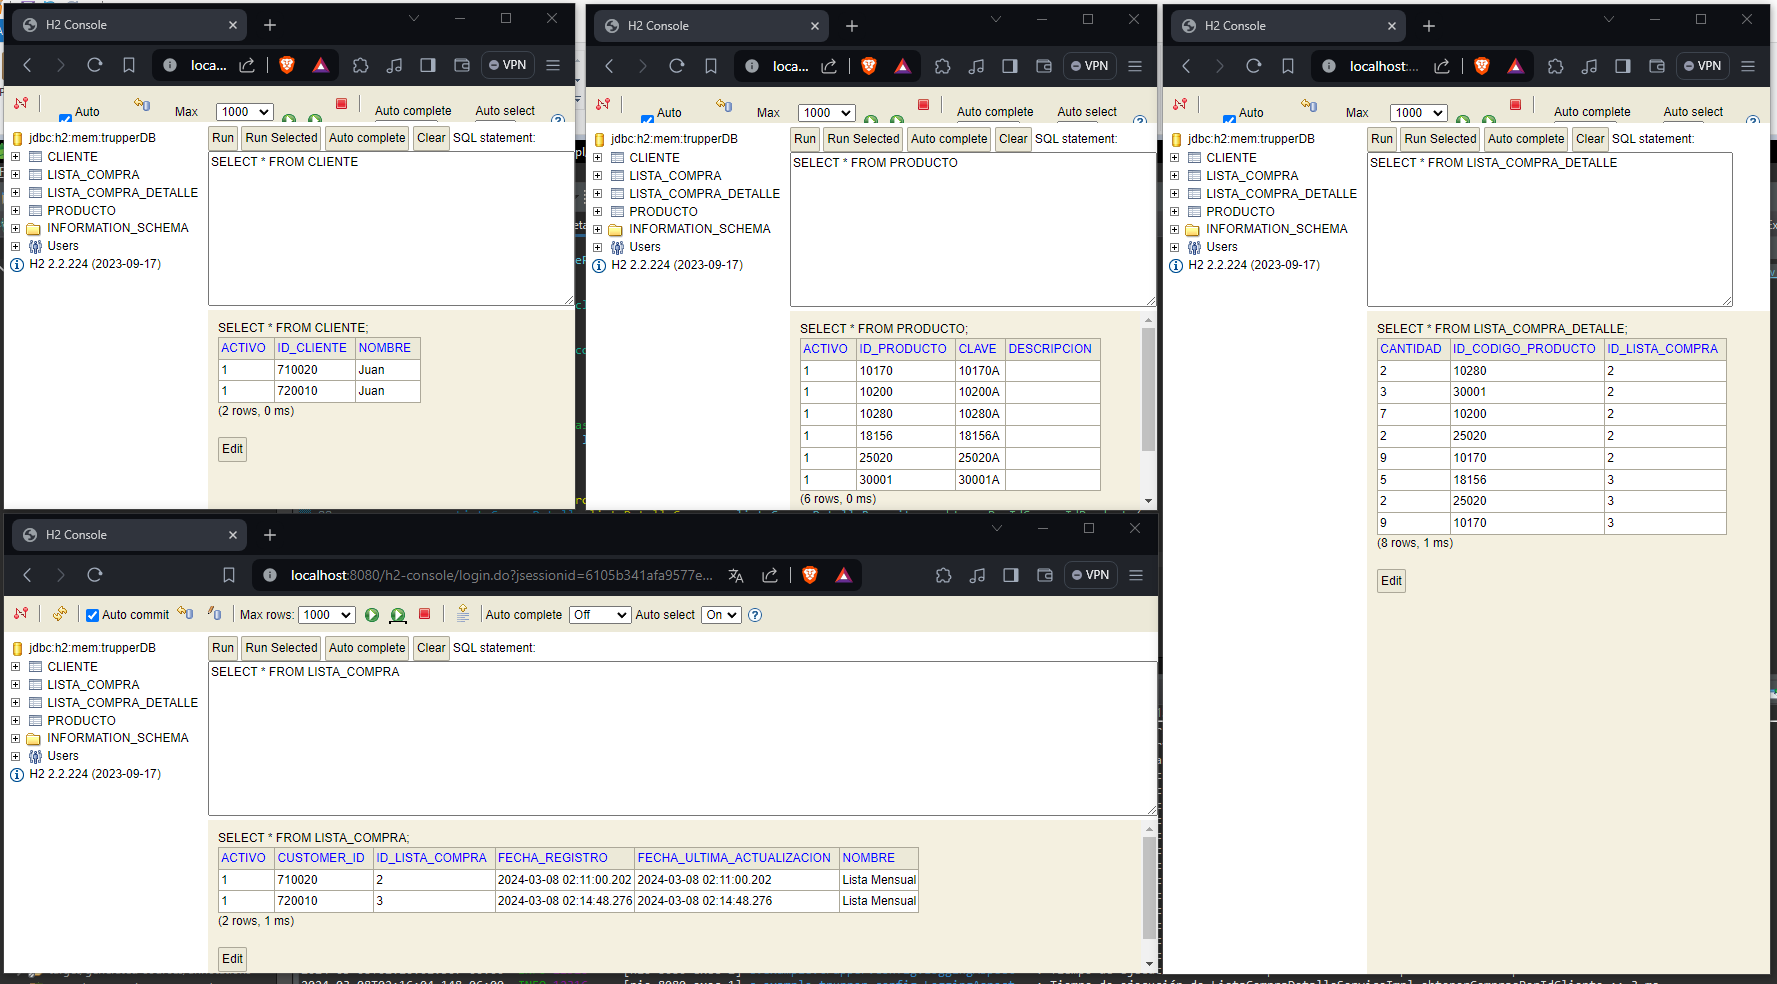 H2 Console
loca...
VPN
Auto
Max
1000
Auto complete
Auto select
jdbc:h2:mem:trupperDB
CLIENTE
LISTA_COMPRA
LISTA_COMPRA_DETALLE
PRODUCTO
INFORMATION_SCHEMA
Users
H2 2.2.224 (2023-09-17)
Run Run Selected Auto complete Clear SQL statement:
SELECT * FROM CLIENTE
SELECT * FROM CLIENTE;
ACTIVO ID_CLIENTE NOMBRE
1 710020 Juan
1 720010 Juan
(2 rows, 0 ms)
Edit
H2 Console
loca...
VPN
Auto
Max
1000
Auto complete
Auto select
jdbc:h2:mem:trupperDB
CLIENTE
LISTA_COMPRA
LISTA_COMPRA_DETALLE
PRODUCTO
INFORMATION_SCHEMA
Users
H2 2.2.224 (2023-09-17)
Run Run Selected Auto complete Clear SQL statement:
SELECT * FROM PRODUCTO
SELECT * FROM PRODUCTO;
ACTIVO ID_PRODUCTO CLAVE DESCRIPCION
1 10170 10170A
1 10200 10200A
1 10280 10280A
1 18156 18156A
1 25020 25020A
1 30001 30001A
(6 rows, 0 ms)
H2 Console
localhost:...
VPN
Auto
Max
1000
Auto complete
Auto select
jdbc:h2:mem:trupperDB
CLIENTE
LISTA_COMPRA
LISTA_COMPRA_DETALLE
PRODUCTO
INFORMATION_SCHEMA
Users
H2 2.2.224 (2023-09-17)
Run Run Selected Auto complete Clear SQL statement:
SELECT * FROM LISTA_COMPRA_DETALLE
SELECT * FROM LISTA_COMPRA_DETALLE;
CANTIDAD ID_CODIGO_PRODUCTO ID_LISTA_COMPRA
2 10280 2
3 30001 2
7 10200 2
2 25020 2
9 10170 2
5 18156 3
2 25020 3
9 10170 3
(8 rows, 1 ms)
Edit
H2 Console
localhost:8080/h2-console/login.do?jsessionid=6105b341afa9577e...
VPN
Auto commit Max rows: 1000 Auto complete Off Auto select On
jdbc:h2:mem:trupperDB
CLIENTE
LISTA_COMPRA
LISTA_COMPRA_DETALLE
PRODUCTO
INFORMATION_SCHEMA
Users
H2 2.2.224 (2023-09-17)
Run Run Selected Auto complete Clear SQL statement:
SELECT * FROM LISTA_COMPRA
SELECT * FROM LISTA_COMPRA;
ACTIVO CUSTOMER_ID ID_LISTA_COMPRA FECHA_REGISTRO FECHA_ULTIMA_ACTUALIZACION NOMBRE
1 710020 2 2024-03-08 02:11:00.202 2024-03-08 02:11:00.202 Lista Mensual
1 720010 3 2024-03-08 02:14:48.276 2024-03-08 02:14:48.276 Lista Mensual
(2 rows, 1 ms)
Edit